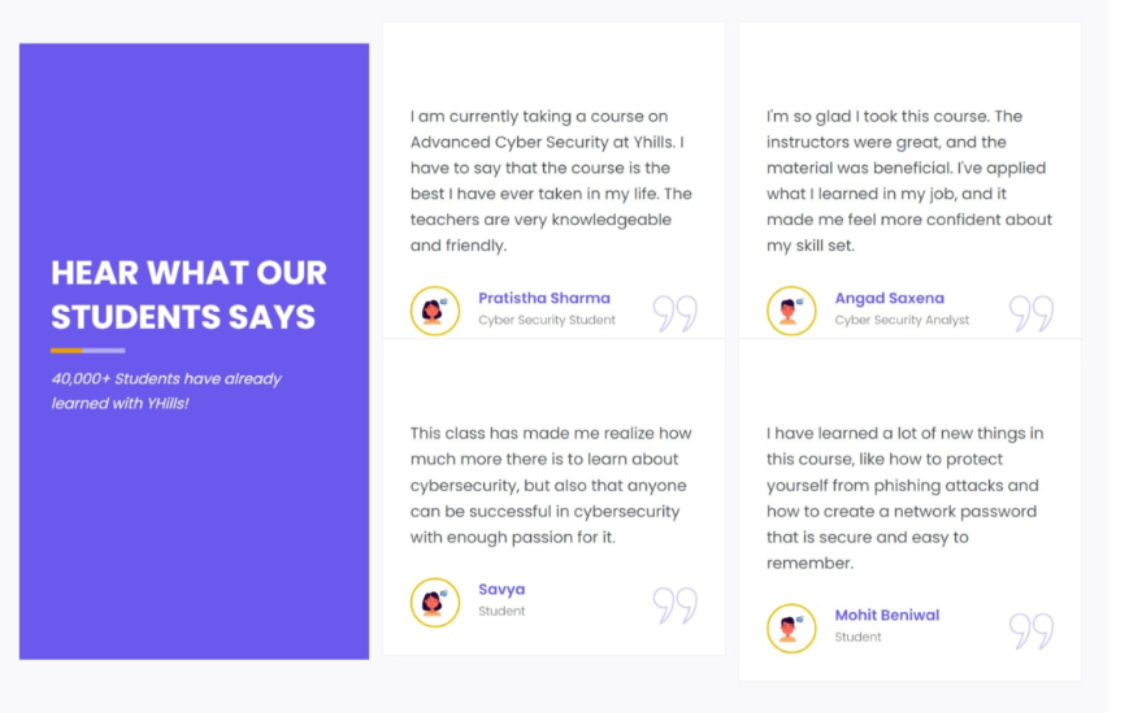 HEAR WHAT OUR
STUDENTS SAYS
40,000+ Students have already
learned with YHills!
I am currently taking a course on
Advanced Cyber Security at Yhills. I
have to say that the course is the
best I have ever taken in my life. The
teachers are very knowledgeable
and friendly.
Pratistha Sharma
Cyber Security Student
I'm so glad I took this course. The
instructors were great, and the
material was beneficial. I've applied
what I learned in my job, and it
made me feel more confident about
my skill set.
Angad Saxena
Cyber Security Analyst
This class has made me realize how
much more there is to learn about
cybersecurity, but also that anyone
can be successful in cybersecurity
with enough passion for it.
Savya
Student
I have learned a lot of new things in
this course, like how to protect
yourself from phishing attacks and
how to create a network password
that is secure and easy to
remember.
Mohit Beniwal
Student